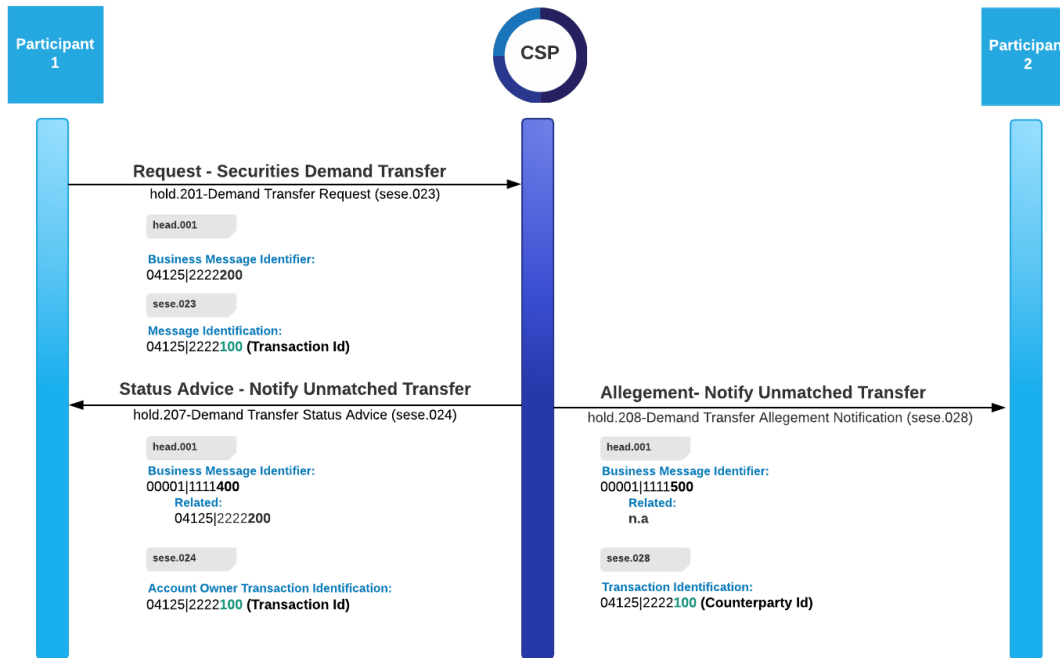 Participant
1
CSP
Participant
2
Request - Securities Demand Transfer
hold.201-Demand Transfer Request (sese.023)
head.001
Business Message Identifier:
04125|2222200
sese.023
Message Identification:
04125|2222100 (Transaction Id)
Status Advice - Notify Unmatched Transfer
hold.207-Demand Transfer Status Advice (sese.024)
head.001
Business Message Identifier:
00001|1111400
Related:
04125|2222200
sese.024
Account Owner Transaction Identification:
04125|2222100 (Transaction Id)
Allegement- Notify Unmatched Transfer
hold.208-Demand Transfer Allegement Notification (sese.028)
head.001
Business Message Identifier:
00001|1111500
Related:
n.a
sese.028
Transaction Identification:
04125|2222100 (Counterparty Id)